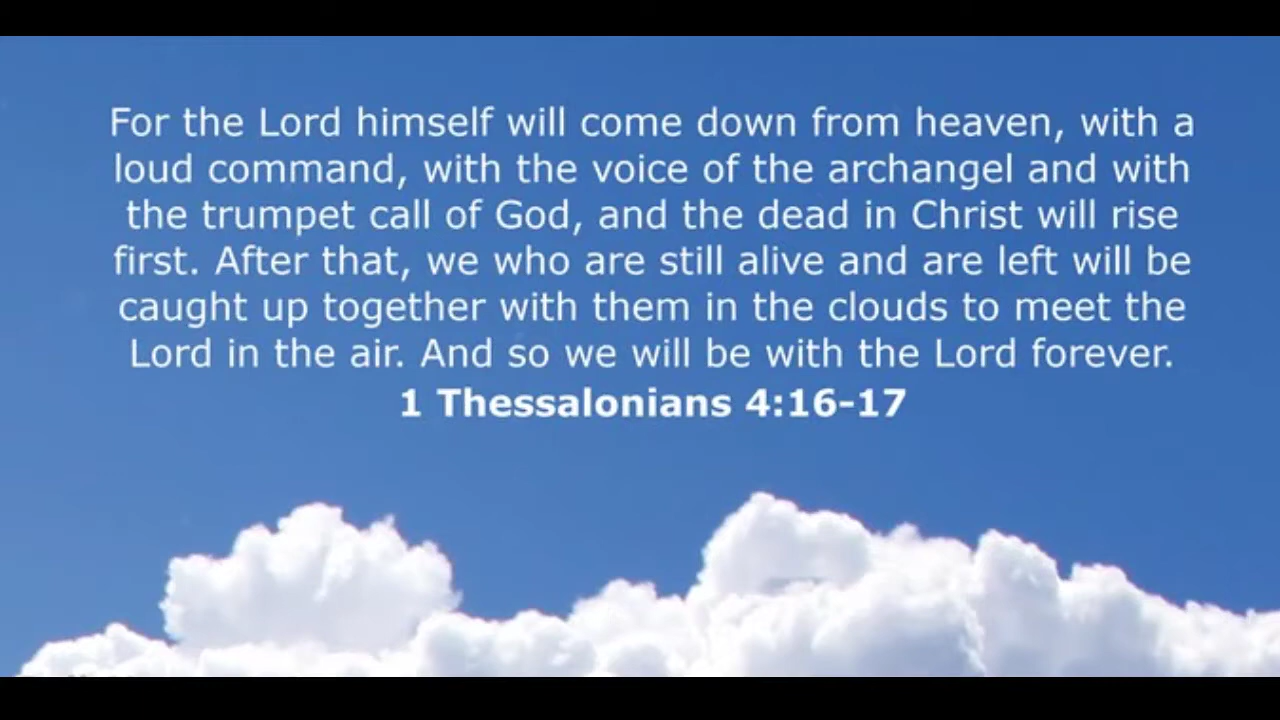 For the Lord himself will come down from heaven, with a
loud command, with the voice of the archangel and with
the trumpet call of God, and the dead in Christ will rise
first. After that, we who are still alive and are left will be
caught up together with them in the clouds to meet the
Lord in the air. And so we will be with the Lord forever.
1 Thessalonians 4:16-17